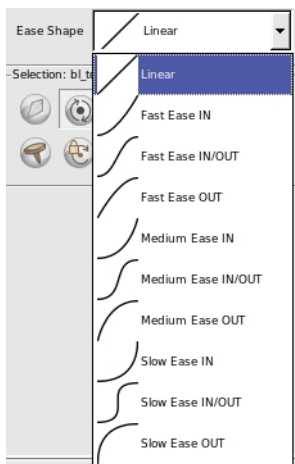 Ease Shape Linear
Selection: bl_t
Linear
Fast Ease IN
Fast Ease IN/OUT
Fast Ease OUT
Medium Ease IN
Medium Ease IN/OUT
Medium Ease OUT
Slow Ease IN
Slow Ease IN/OUT
Slow Ease OUT